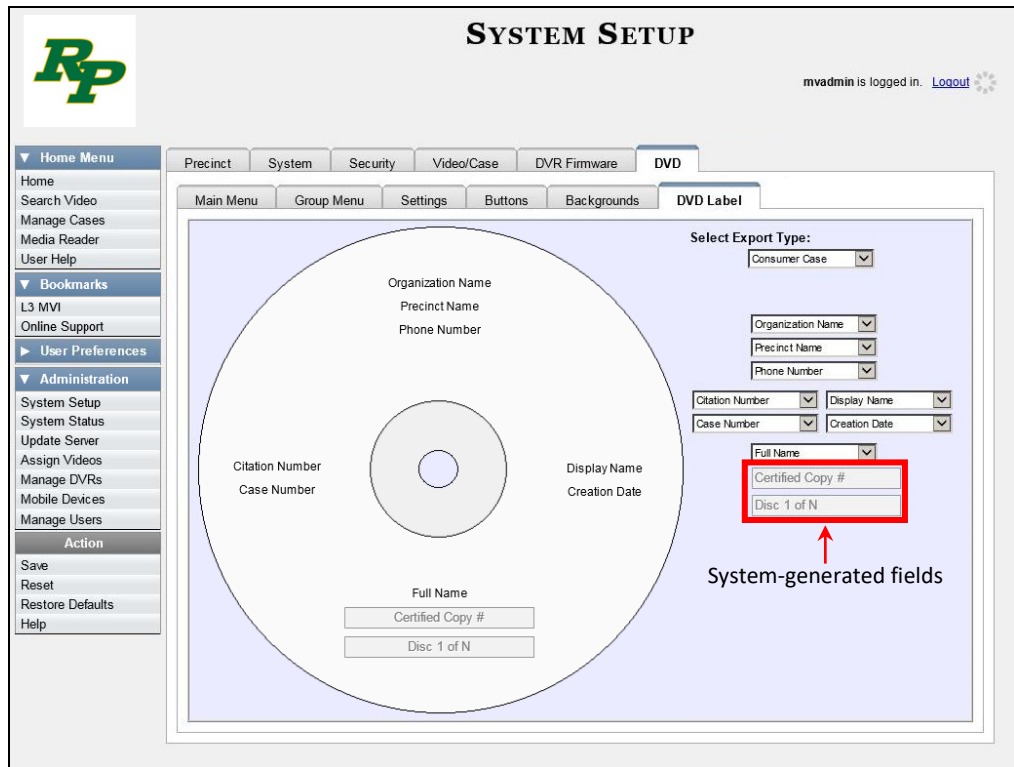 SYSTEM SETUP
RP
mvadmin is logged in. Logout
▼ Home Menu
Home
Search Video
Manage Cases
Media Reader
User Help
▼ Bookmarks
L3 MVI
Online Support
► User Preferences
▼ Administration
System Setup
System Status
Update Server
Assign Videos
Manage DVRs
Mobile Devices
Manage Users
Action
Save
Reset
Restore Defaults
Help
Precinct System Security Video/Case DVR Firmware DVD
Main Menu Group Menu Settings Buttons Backgrounds DVD Label
Organization Name
Precinct Name
Phone Number
Citation Number
Case Number
Display Name
Creation Date
Full Name
Certified Copy #
Disc 1 of N
Select Export Type:
Consumer Case
Organization Name
Precinct Name
Phone Number
Citation Number Display Name
Case Number Creation Date
Full Name
Certified Copy #
Disc 1 of N
System-generated fields